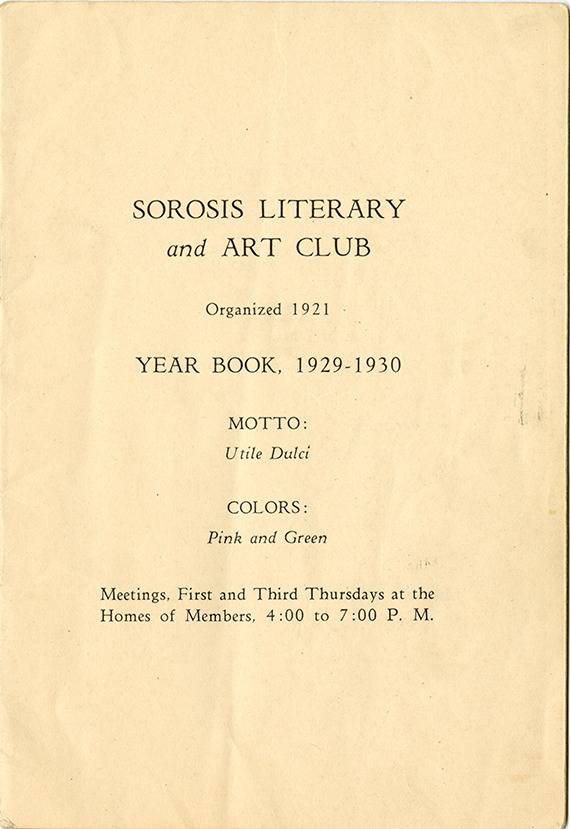 SOROSIS LITERARY
and ART CLUB
Organized 1921
YEAR BOOK, 1929-1930
MOTTO:
Utile Dulci
COLORS:
Pink and Green
Meetings, First and Third Thursdays at the
Homes of Members, 4:00 to 7:00 P. M.